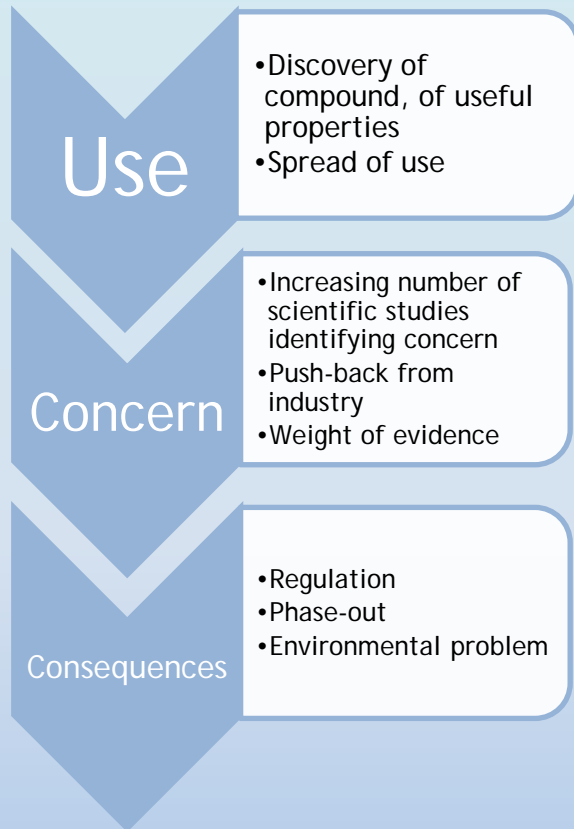 Use
•Discovery of
compound, of useful
properties
•Spread of use
Concern
•Increasing number of
scientific studies
identifying concern
•Push-back from
industry
•Weight of evidence
Consequences
•Regulation
•Phase-out
•Environmental problem